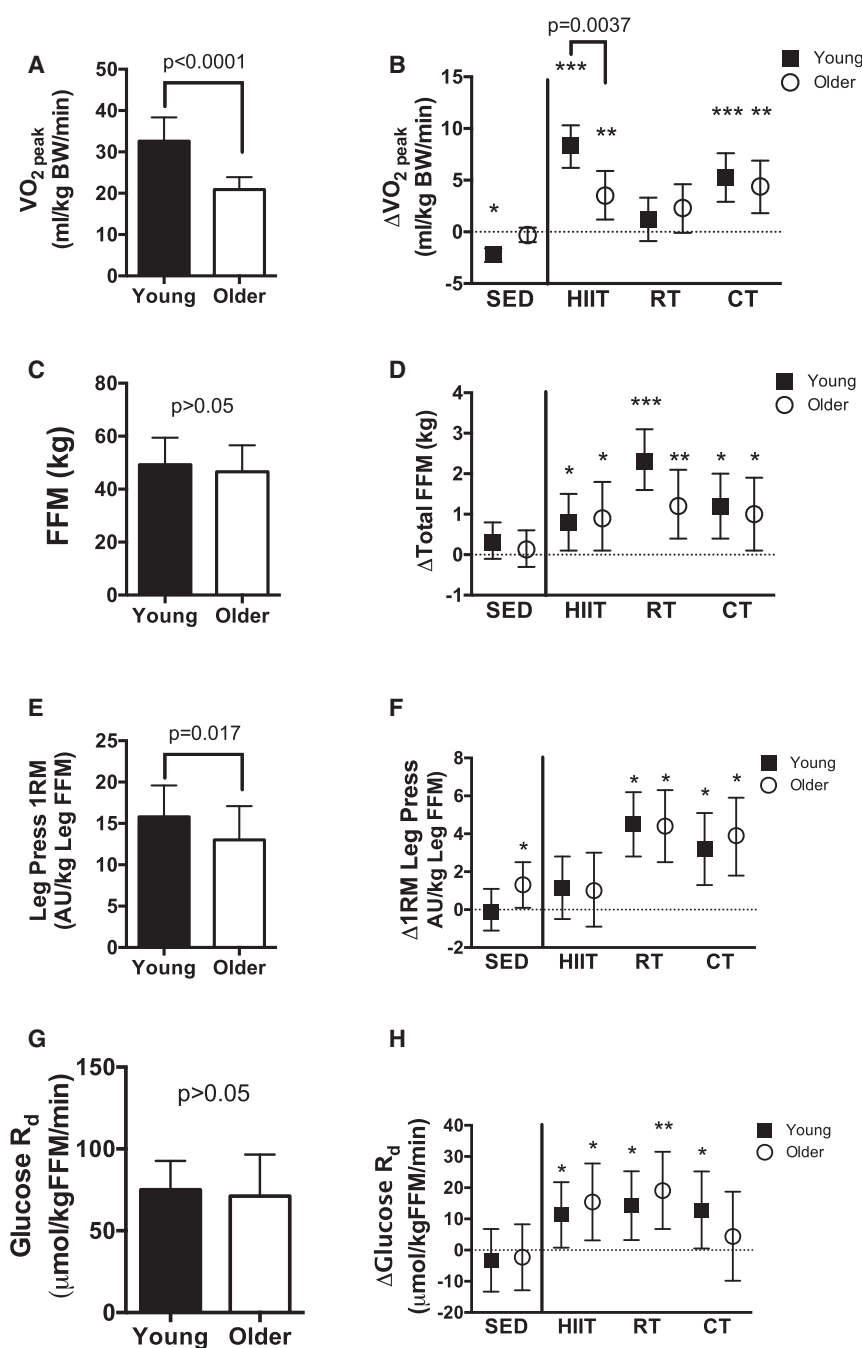 A
p<0.0001
VO2 peak
(ml/kg BW/min)
50
40
30
20
10
0
Young Older
B
p=0.0037
ΔVO2 peak
(ml/kg BW/min)
15
10
5
0
-5
* *** ** *** **
SED HIIT RT CT
Young
Older
C
p>0.05
FFM (kg)
80
60
40
20
0
Young Older
D
ΔTotal FFM (kg)
4
3
2
1
0
-1
* * *** ** * *
SED HIIT RT CT
Young
Older
E
p=0.017
Leg Press 1RM
(AU/kg Leg FFM)
25
20
15
10
5
0
Young Older
F
Δ1RM Leg Press
AU/kg Leg FFM)
8
6
4
2
0
-2
* * * * *
SED HIIT RT CT
Young
Older
G
p>0.05
Glucose Rd
(μmol/kgFFM/min)
150
100
50
0
Young Older
H
ΔGlucose Rd
(μmol/kgFFM/min)
40
30
20
10
0
-10
-20
* * * ** *
SED HIIT RT CT
Young
Older